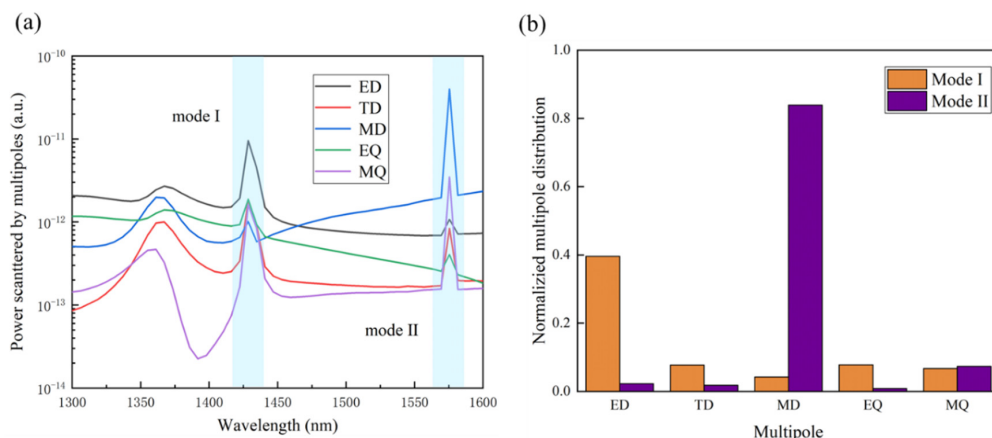 (a)
Power scanttered by multipoles (a.u.)
10⁻¹⁰
10⁻¹¹
10⁻¹²
10⁻¹³
10⁻¹⁴
mode I
mode II
ED
TD
MD
EQ
MQ
1300 1350 1400 1450 1500 1550 1600
Wavelength (nm)
(b)
Normalized multipole distribution
1.0
0.8
0.6
0.4
0.2
0.0
Mode I
Mode II
ED TD MD EQ MQ
Multipole